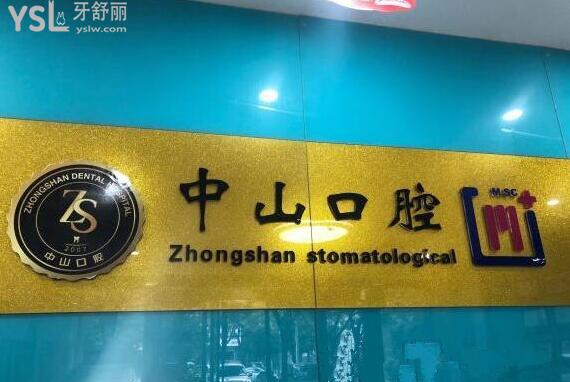 YSL 牙舒丽
yslw.com
ZHONGSHAN DENTAL HOSPITAL
ZS
2007
中山口腔
中山口腔
Zhongshan stomatological
M.SC